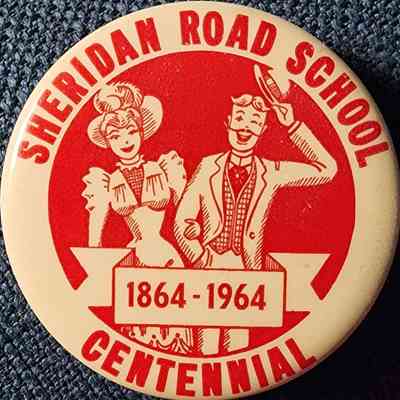 SHERIDAN ROAD SCHOOL
1864 - 1964
CENTENNIAL